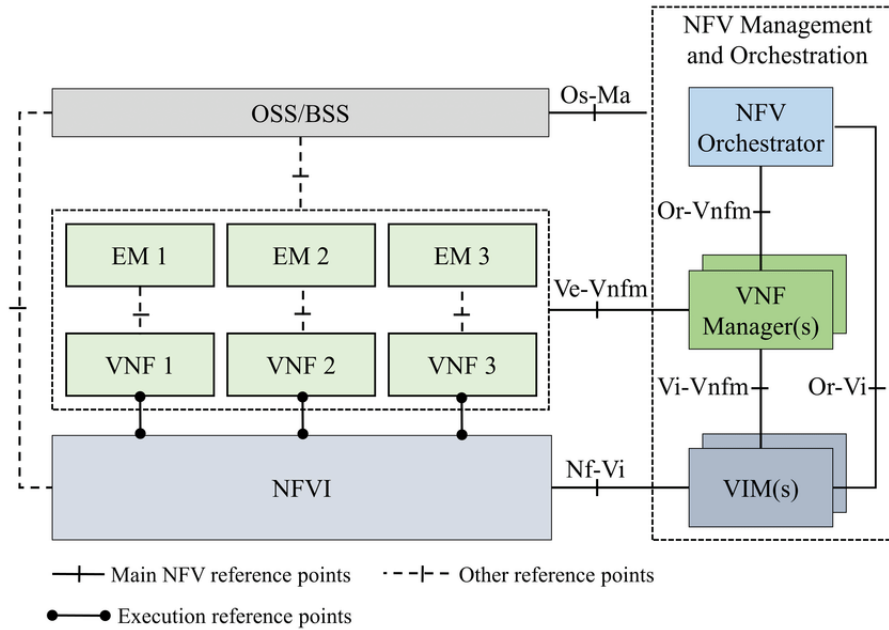 NFV Management
and Orchestration
Os-Ma
OSS/BSS
NFV
Orchestrator
Or-Vnfm
EM 1
EM 2
EM 3
Ve-Vnfm
VNF
Manager(s)
VNF 1
VNF 2
VNF 3
Vi-Vnfm
Or-Vi
NFVI
Nf-Vi
VIM(s)
Main NFV reference points
Other reference points
Execution reference points